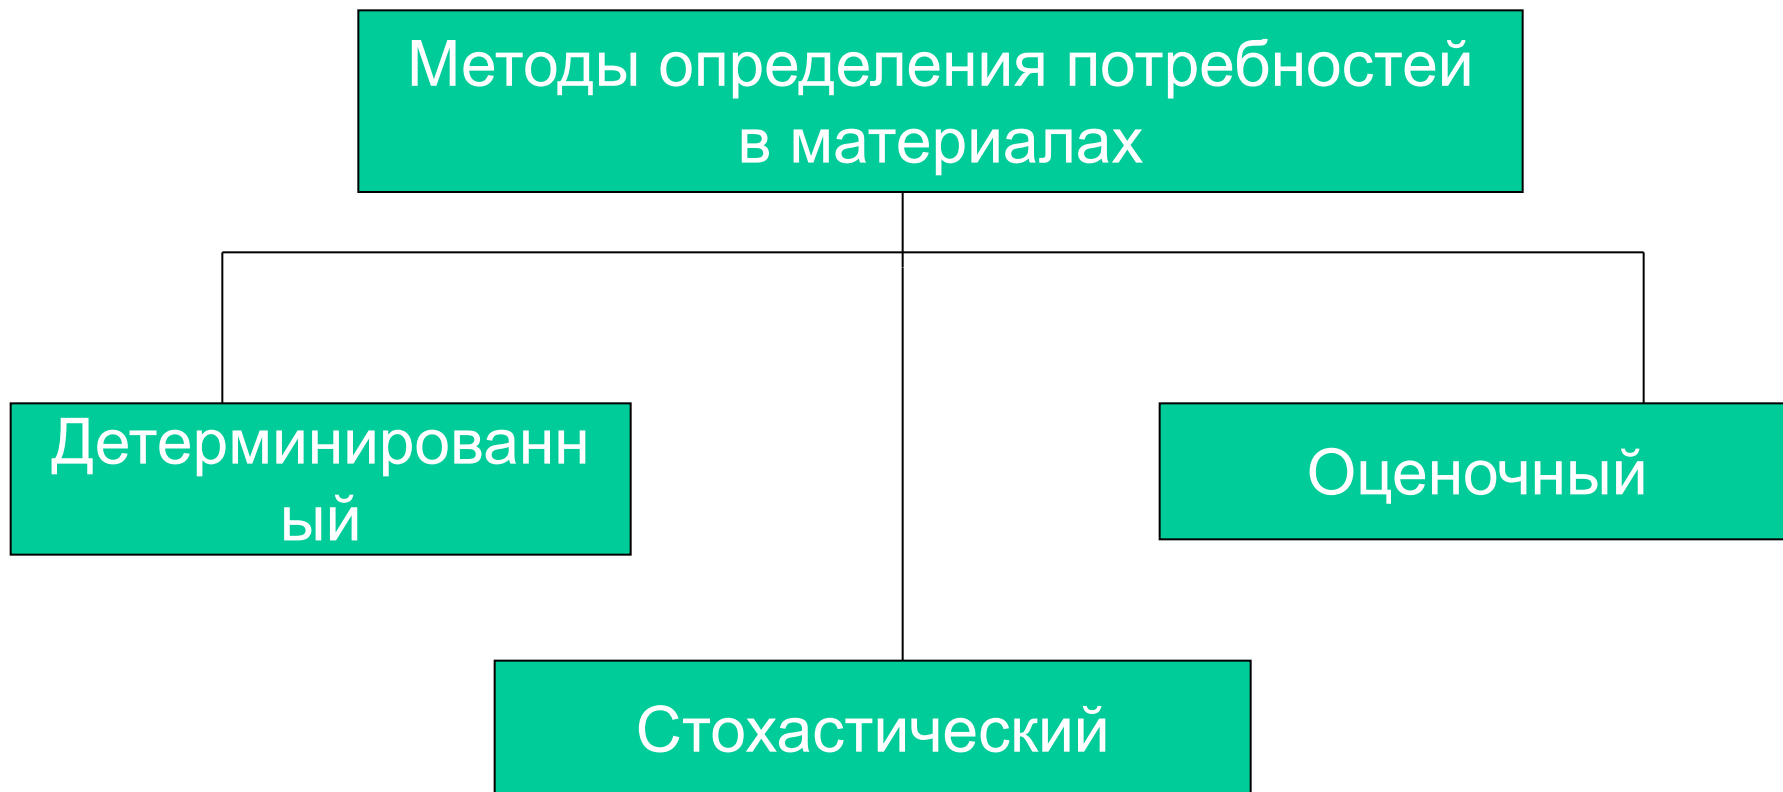 Методы определения потребностей
в материалах
Детерминированн
ый
Оценочный
Стохастический